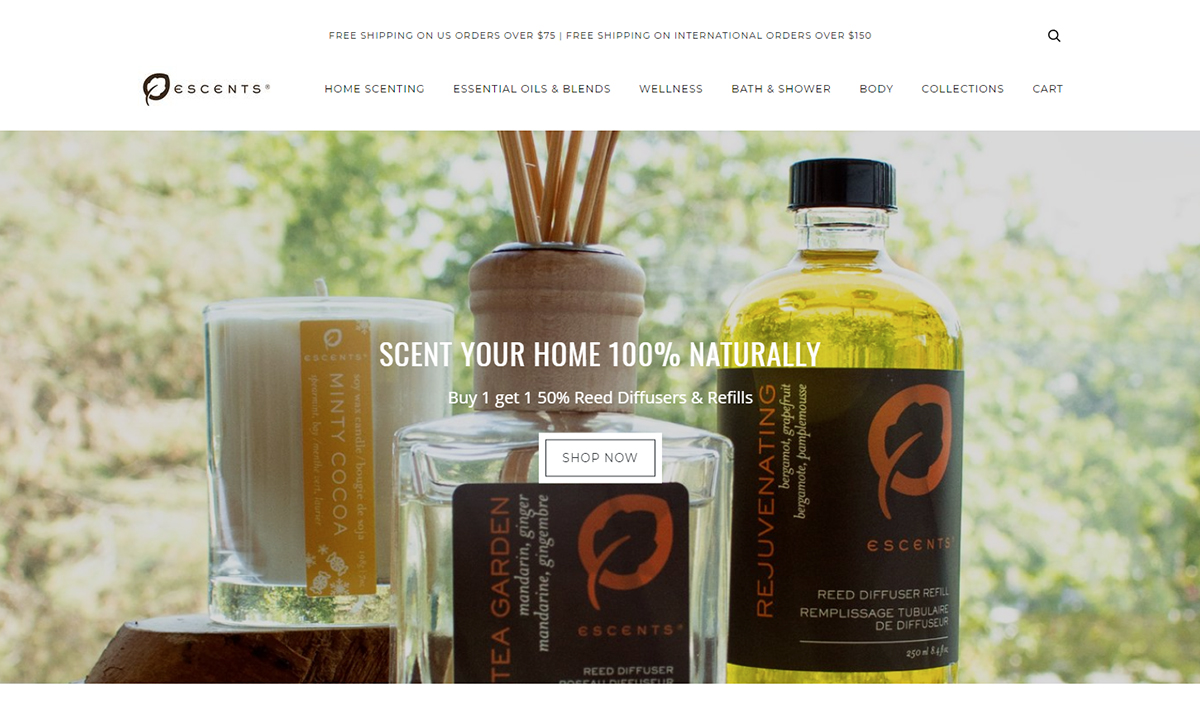 FREE SHIPPING ON US ORDERS OVER $75 | FREE SHIPPING ON INTERNATIONAL ORDERS OVER $150
ESCENTS®
HOME SCENTING ESSENTIAL OILS & BLENDS WELLNESS BATH & SHOWER BODY COLLECTIONS CART
SCENT YOUR HOME 100% NATURALLY
Buy 1 get 1 50% Reed Diffusers & Refills
SHOP NOW
ESCENTS®
soy wax candle / bougie de soja
MINTY COCOA
TEA GARDEN
mandarin, ginger
mandarine, gingembre
ESCENTS®
REED DIFFUSER
ROSEAU DIFFUSEUR
REJUVENATING
bergamot, grapefruit
bergamote, pamplemousse
ESCENTS®
REED DIFFUSER REFILL
REMPLISSAGE TUBULAIRE
DE DIFFUSEUR
250 ml 8.4 fl oz